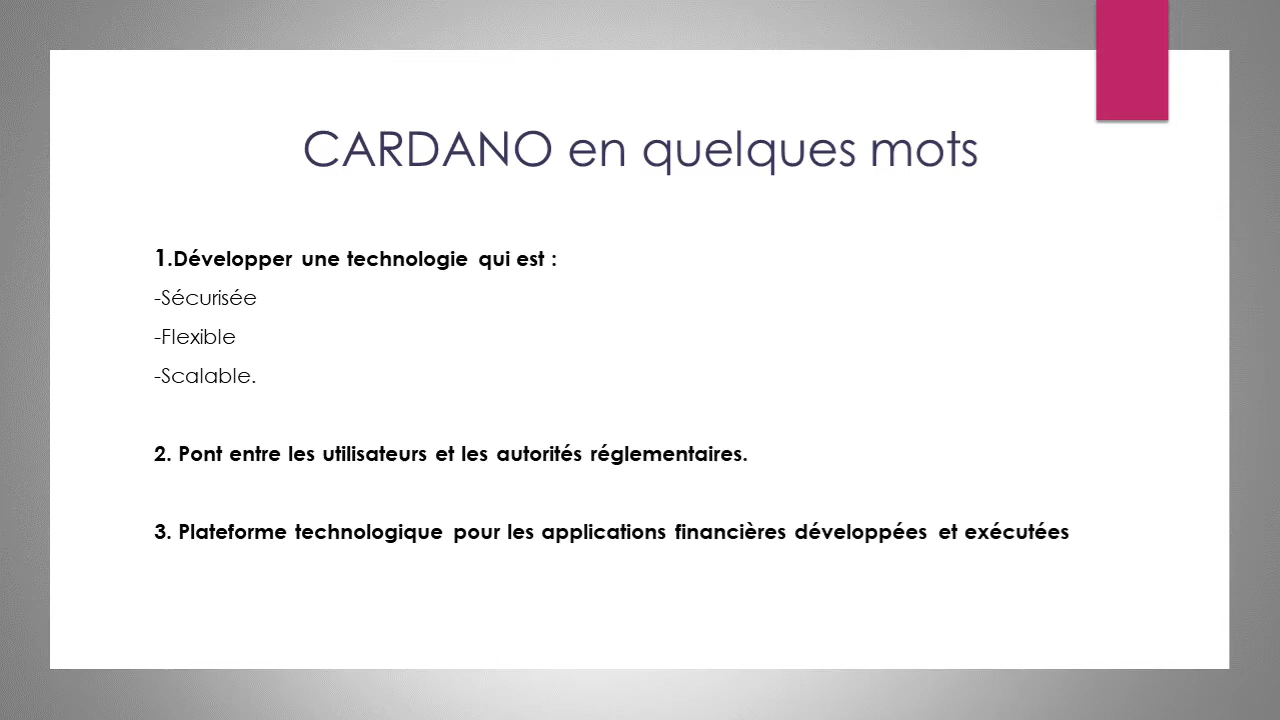 CARDANO en quelques mots
1.Développer une technologie qui est :
-Sécurisée
-Flexible
-Scalable.
2. Pont entre les utilisateurs et les autorités réglementaires.
3. Plateforme technologique pour les applications financières développées et exécutées